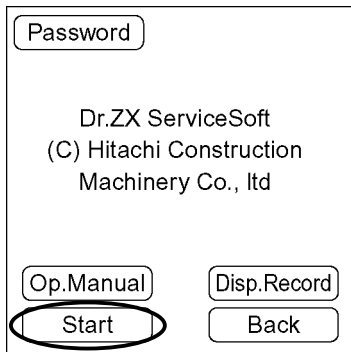 Password
Dr.ZX ServiceSoft
(C) Hitachi Construction
Machinery Co., ltd
Op.Manual Disp.Record
Start Back